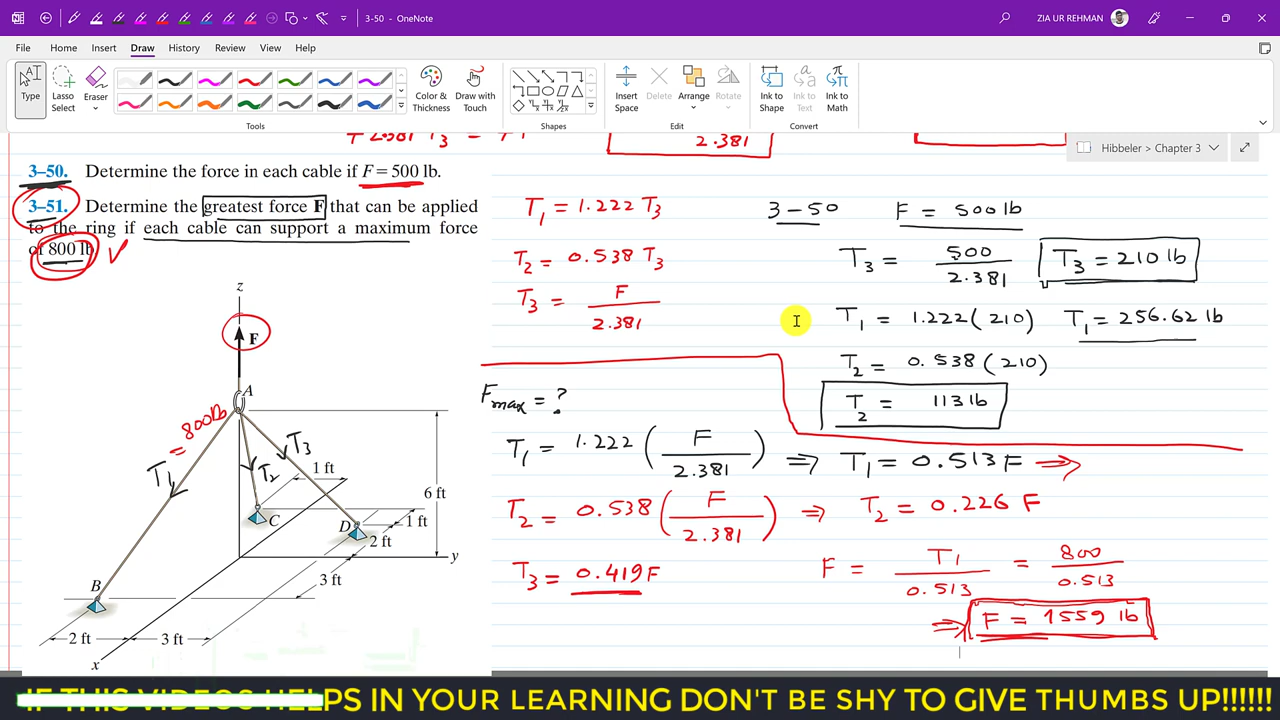 3-50 - OneNote
ZIA UR REHMAN
File Home Insert Draw History Review View Help
Type
Lasso Select
Eraser
Color & Thickness
Draw with Touch
Insert Space
Delete
Arrange
Rotate
Ink to Shape
Ink to Text
Ink to Math
Tools
Shapes
Edit
Convert
Hibbeler > Chapter 3
2.381 T3 =
2.381
3–50. Determine the force in each cable if F = 500 lb.
3–51. Determine the greatest force F that can be applied
to the ring if each cable can support a maximum force
of 800 lb
T1 = 1.222 T3
T2 = 0.538 T3
T3 = F / 2.381
3-50 F = 500 lb
T3 = 500 / 2.381 T3 = 210 lb
T1 = 1.222 (210) T1 = 256.62 lb
T2 = 0.538 (210)
T2 = 113 lb
Fmax = ?
T1 = 1.222 (F / 2.381) ⇒ T1 = 0.513 F →
T2 = 0.538 (F / 2.381) ⇒ T2 = 0.226 F
T3 = 0.419 F
F = T1 / 0.513 = 800 / 0.513
⇒ F = 1559 lb
z
F
A
= 800 lb
T1
T2
T3
1 ft
6 ft
C
D
1 ft
2 ft
y
3 ft
B
2 ft
3 ft
x
IF THIS VIDEOS HELPS IN YOUR LEARNING DON'T BE SHY TO GIVE THUMBS UP!!!!!!